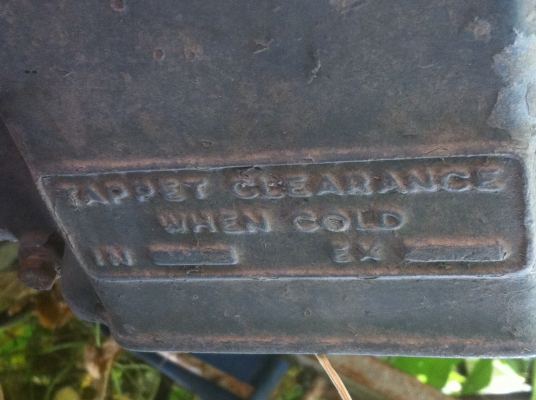 TAPPET CLEARANCE
WHEN COLD
IN EX